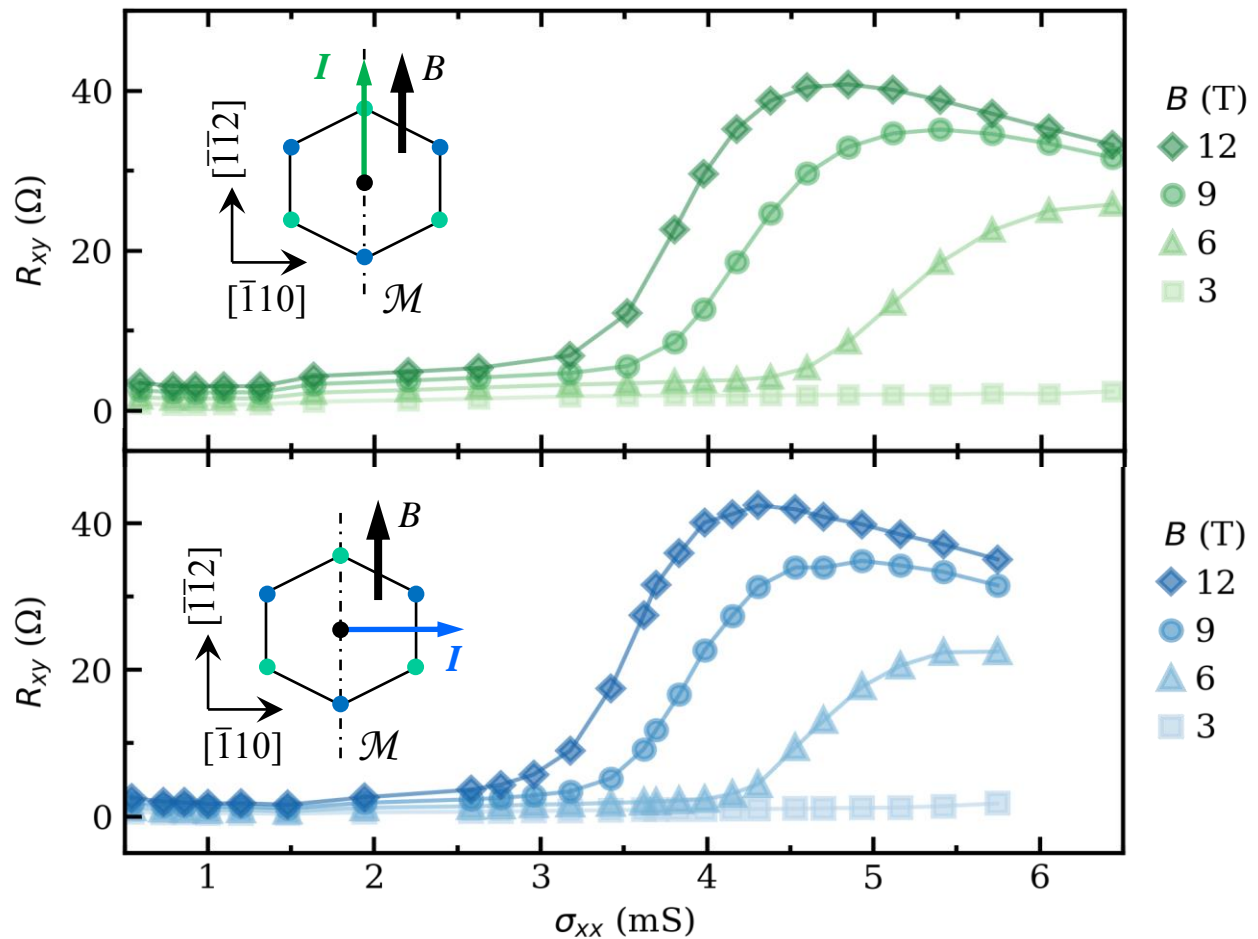 40
20
0
R_xy (Ω)
I
B
[1̅1̅2]
[1̅10]
ℳ
B (T)
12
9
6
3
40
20
0
R_xy (Ω)
B
I
[1̅1̅2]
[1̅10]
ℳ
B (T)
12
9
6
3
1 2 3 4 5 6
σ_xx (mS)